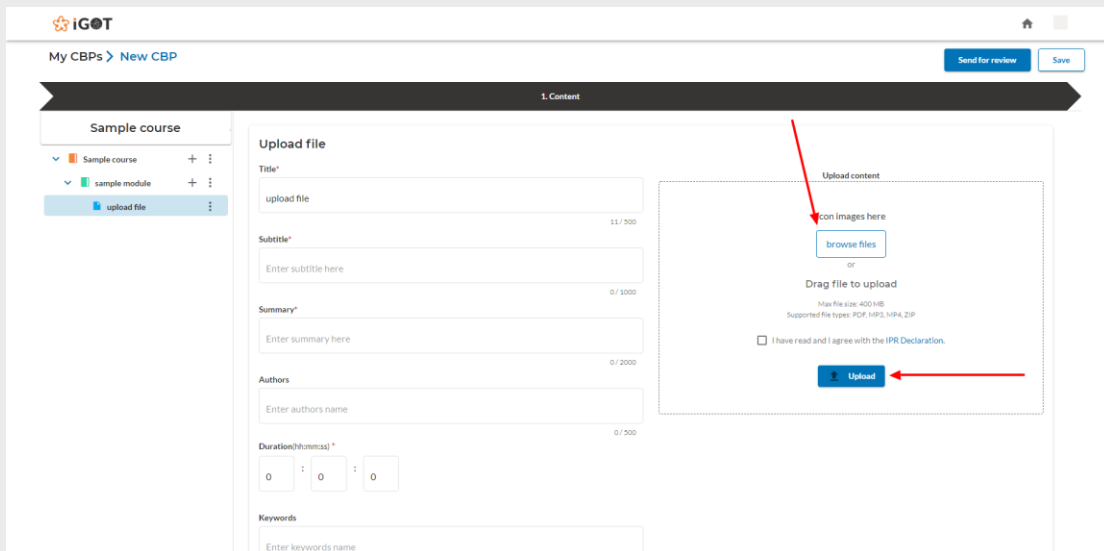 iGOT
My CBPs > New CBP
Send for review
Save
1. Content
Sample course
Sample course
sample module
upload file
Upload file
Title*
upload file
11/500
Subtitle*
Enter subtitle here
0/1000
Summary*
Enter summary here
0/2000
Authors
Enter authors name
0/500
Duration(hh:mm:ss) *
0 : 0 : 0
Keywords
Enter keywords name
Upload content
con images here
browse files
or
Drag file to upload
Max file size: 400 MB
Supported file types: PDF, MP3, MP4, ZIP
I have read and I agree with the IPR Declaration.
Upload